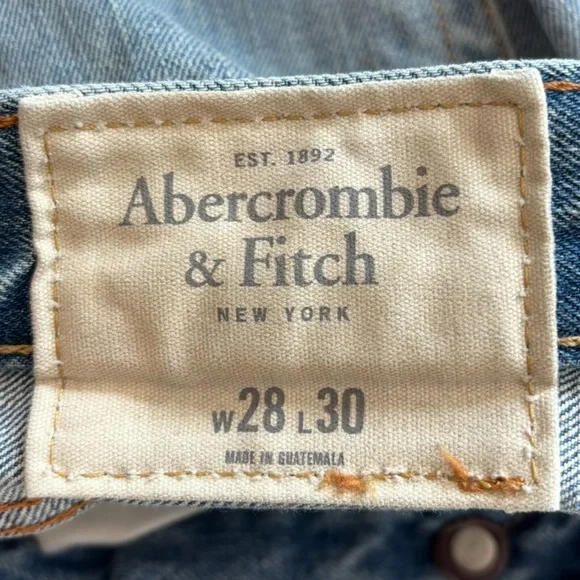 EST. 1892
Abercrombie
& Fitch
NEW YORK
W28 L30
MADE IN GUATEMALA